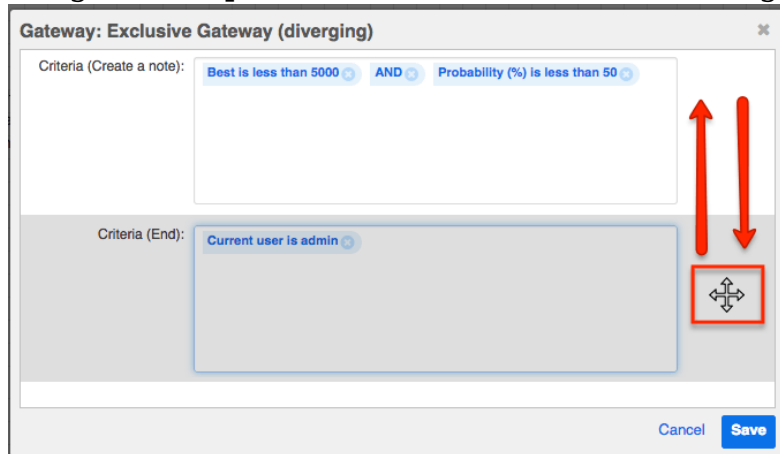 Gateway: Exclusive Gateway (diverging)
Criteria (Create a note): Best is less than 5000 AND Probability (%) is less than 50
Criteria (End): Current user is admin
Cancel Save